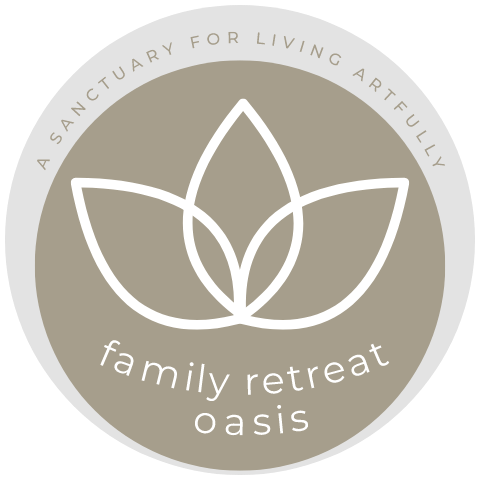 A SANCTUARY FOR LIVING ARTFULLY
family retreat
oasis